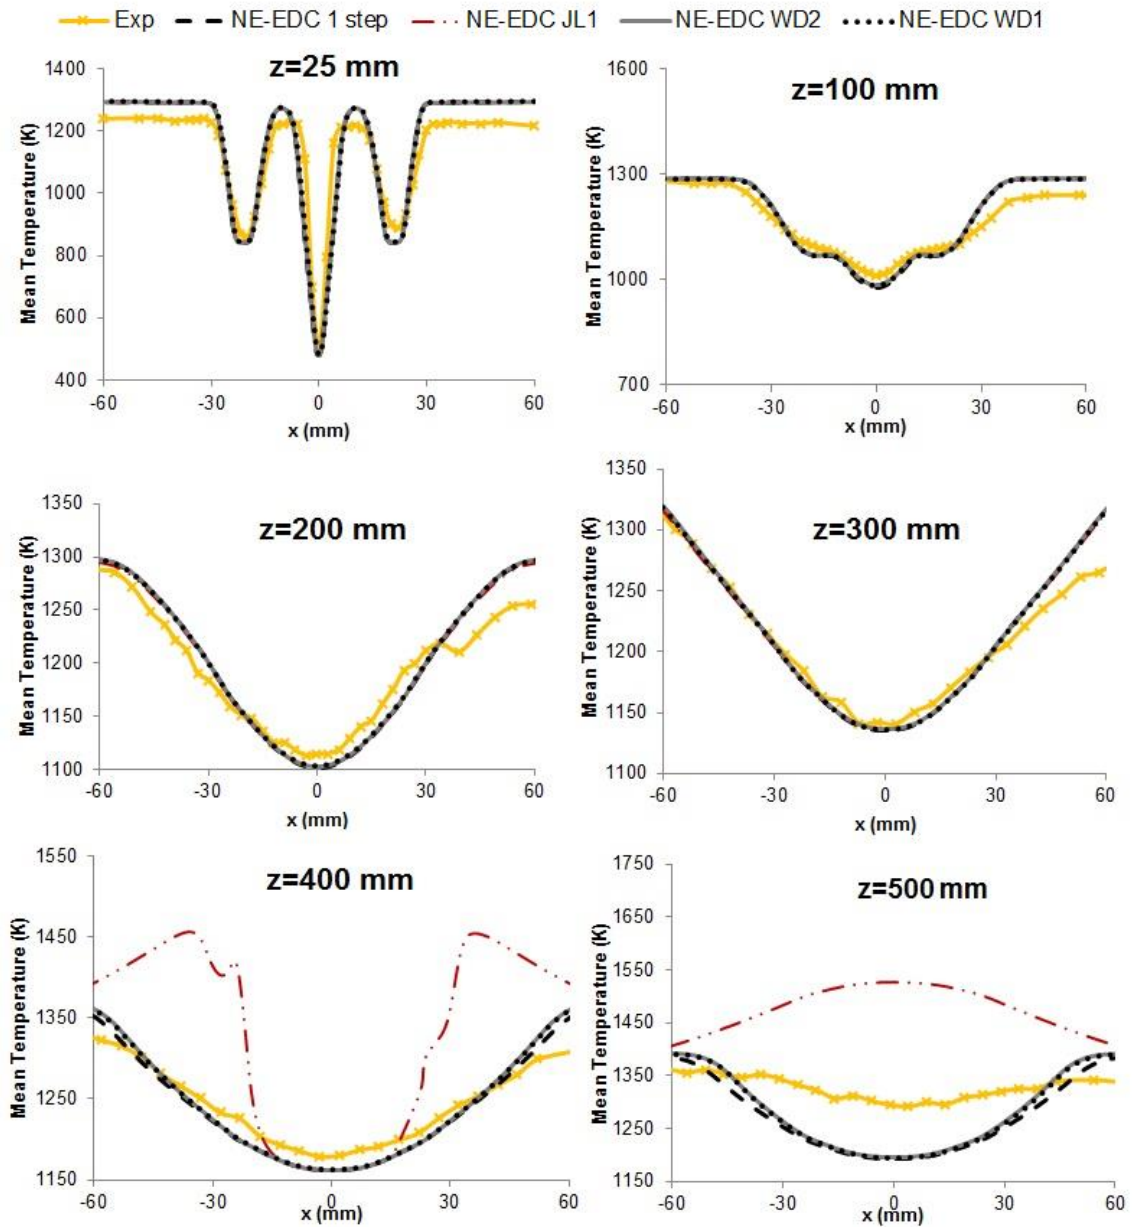 Exp NE-EDC 1 step NE-EDC JL1 NE-EDC WD2 NE-EDC WD1
z=25 mm
Mean Temperature (K)
1400
1200
1000
800
600
400
-60 -30 0 30 60
x (mm)
z=100 mm
Mean Temperature (K)
1600
1300
1000
700
-60 -30 0 30 60
x (mm)
z=200 mm
Mean Temperature (K)
1350
1300
1250
1200
1150
1100
-60 -30 0 30 60
x (mm)
z=300 mm
Mean Temperature (K)
1350
1300
1250
1200
1150
1100
-60 -30 0 30 60
x (mm)
z=400 mm
Mean Temperature (K)
1550
1450
1350
1250
1150
-60 -30 0 30 60
x (mm)
z=500 mm
Mean Temperature (K)
1750
1650
1550
1450
1350
1250
1150
-60 -30 0 30 60
x (mm)